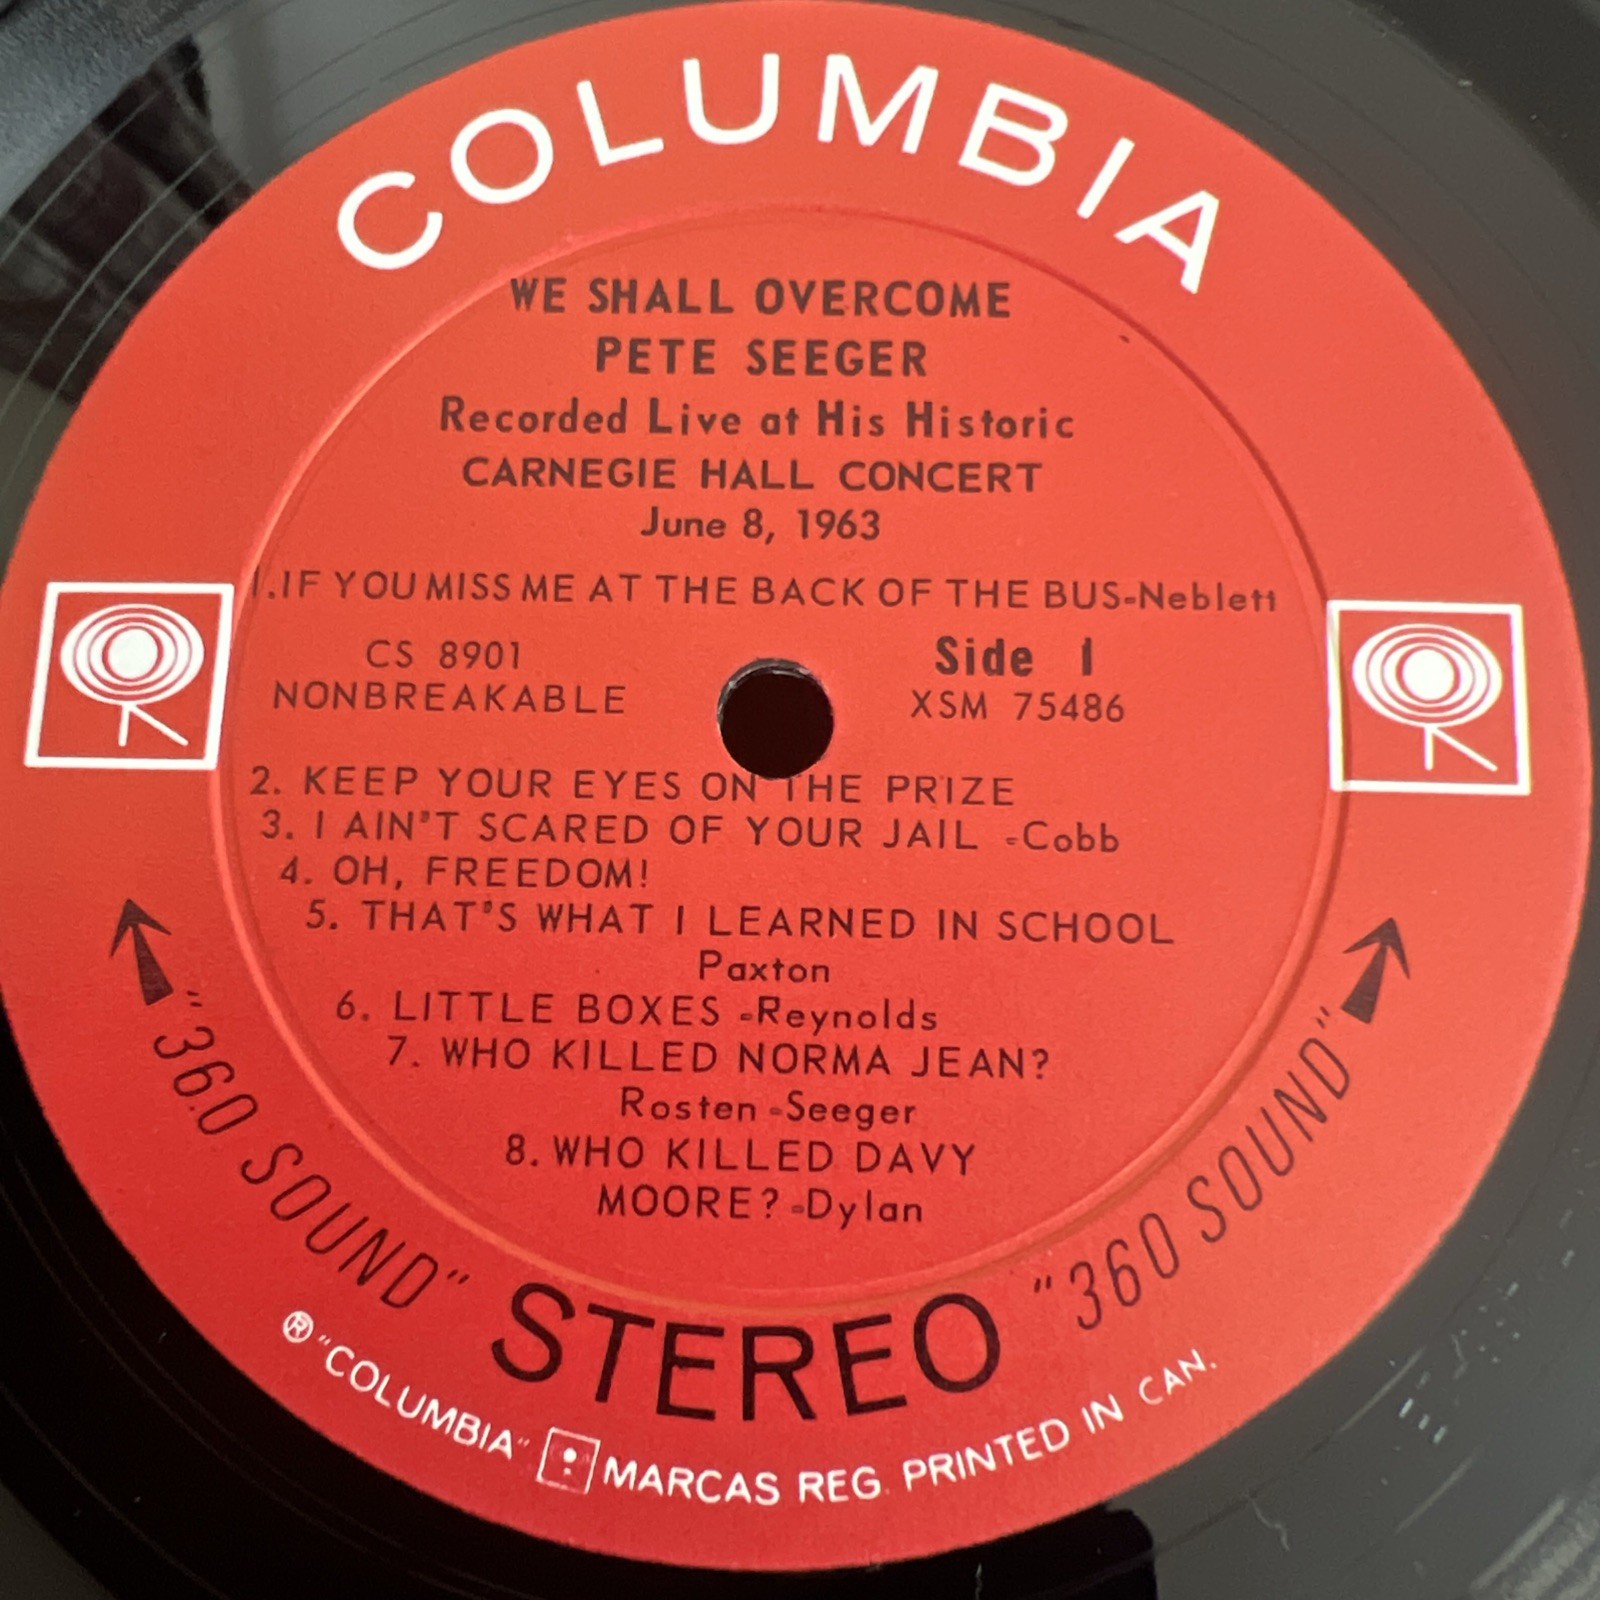 COLUMBIA
WE SHALL OVERCOME
PETE SEEGER
Recorded Live at His Historic
CARNEGIE HALL CONCERT
June 8, 1963
1. IF YOU MISS ME AT THE BACK OF THE BUS-Neblett
CS 8901
NONBREAKABLE
Side 1
XSM 75486
2. KEEP YOUR EYES ON THE PRIZE
3. I AIN'T SCARED OF YOUR JAIL -Cobb
4. OH, FREEDOM!
5. THAT'S WHAT I LEARNED IN SCHOOL
Paxton
6. LITTLE BOXES -Reynolds
7. WHO KILLED NORMA JEAN?
Rosten -Seeger
8. WHO KILLED DAVY
MOORE? -Dylan
"360 SOUND" STEREO "360 SOUND"
® "COLUMBIA" MARCAS REG. PRINTED IN CAN.